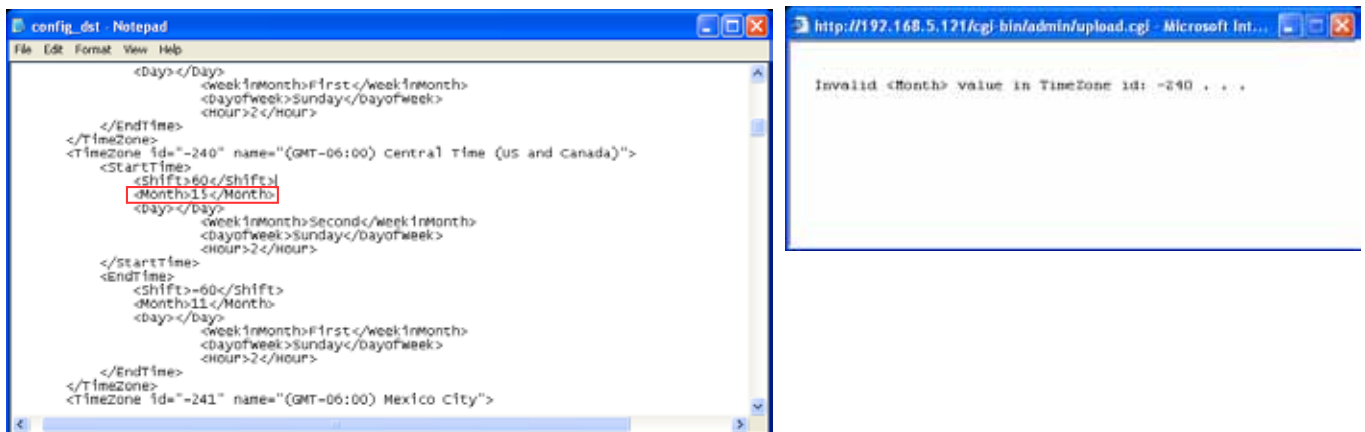 config_dst - Notepad
File Edit Format View Help
<Day></Day>
<WeekinMonth>First</WeekinMonth>
<DayofWeek>Sunday</DayofWeek>
<Hour>2</Hour>
</EndTime>
</TimeZone>
<TimeZone id="-240" name="(GMT-06:00) Central Time (US and Canada)">
<StartTime>
<Shift>60</Shift>
<Month>15</Month>
<Day></Day>
<WeekinMonth>Second</WeekinMonth>
<DayofWeek>Sunday</DayofWeek>
<Hour>2</Hour>
</StartTime>
<EndTime>
<Shift>-60</Shift>
<Month>11</Month>
<Day></Day>
<WeekinMonth>First</WeekinMonth>
<DayofWeek>Sunday</DayofWeek>
<Hour>2</Hour>
</EndTime>
</TimeZone>
<TimeZone id="-241" name="(GMT-06:00) Mexico City">
http://192.168.5.121/cgi-bin/admin/upload.cgi - Microsoft Int...
Invalid <Month> value in TimeZone id: -240 . . .